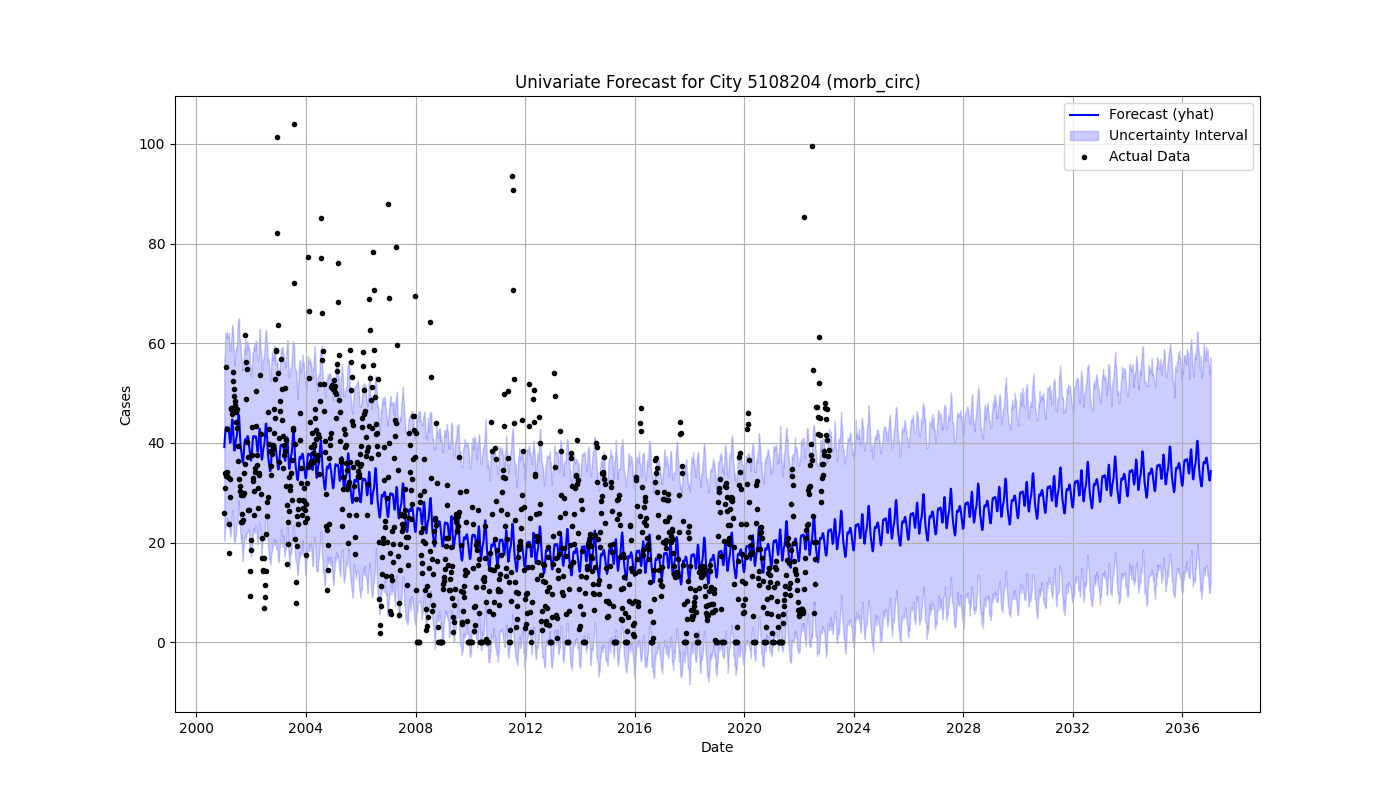 Univariate Forecast for City 5108204 (morb_circ)
Forecast (yhat)
Uncertainty Interval
Actual Data
100
80
60
40
20
0
Cases
2000 2004 2008 2012 2016 2020 2024 2028 2032 2036
Date